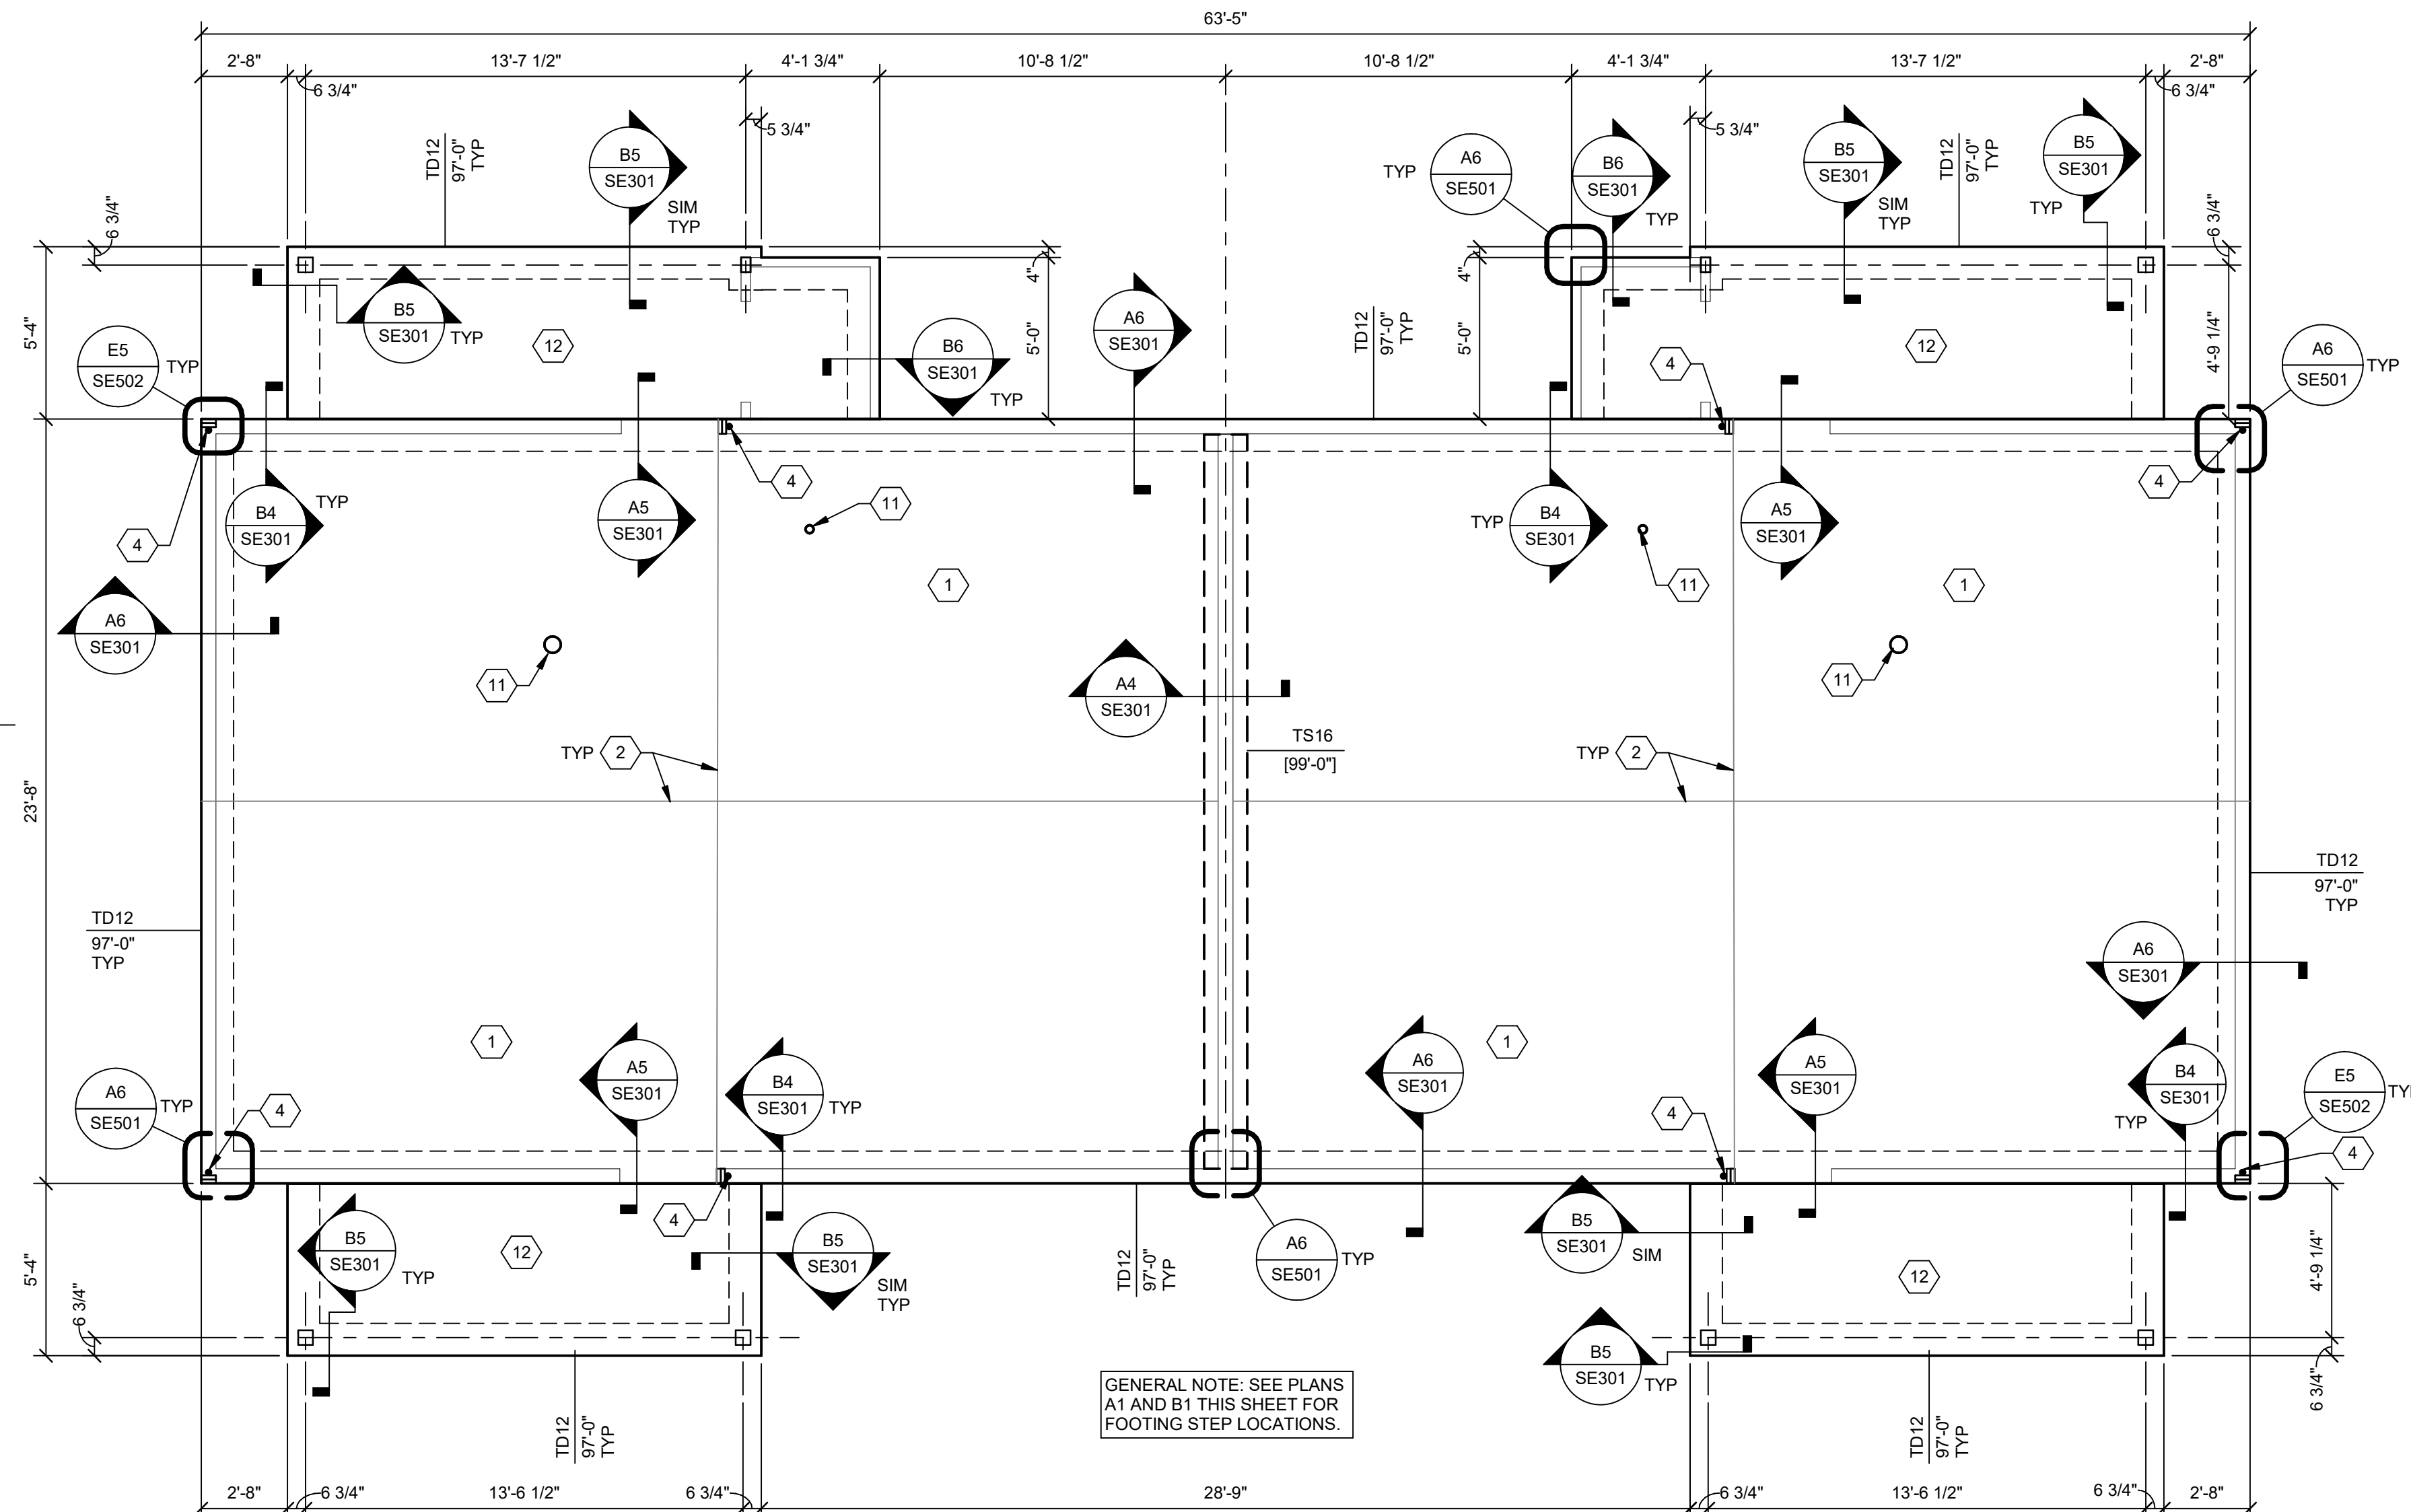 63'-5"
2'-8"
13'-7 1/2"
4'-1 3/4"
10'-8 1/2"
10'-8 1/2"
4'-1 3/4"
13'-7 1/2"
2'-8"
6 3/4"
6 3/4"
5 3/4"
5 3/4"
TD12
97'-0"
TYP
B5
SE301
SIM
TYP
TYP
A6
SE501
B6
SE301
TYP
B5
SE301
SIM
TYP
TD12
97'-0"
TYP
B5
SE301
TYP
6 3/4"
6 3/4"
5'-4"
B5
SE301
TYP
12
4"
5'-0"
A6
SE301
TD12
97'-0"
TYP
4"
5'-0"
4
12
4'-9 1/4"
E5
SE502
TYP
B6
SE301
TYP
A6
SE501
TYP
4
B4
SE301
TYP
A5
SE301
4
11
TYP
B4
SE301
A5
SE301
4
11
1
1
A6
SE301
11
A4
SE301
11
TYP
2
TS16
[99'-0"]
TYP
2
23'-8"
TD12
97'-0"
TYP
TD12
97'-0"
TYP
A6
SE301
1
A5
SE301
B4
SE301
TYP
A6
SE301
1
A5
SE301
B4
SE301
TYP
A6
SE501
TYP
4
4
E5
SE502
4
5'-4"
B5
SE301
TYP
12
4
B5
SE301
SIM
TYP
TD12
97'-0"
TYP
A6
SE501
TYP
B5
SE301
SIM
12
4'-9 1/4"
6 3/4"
B5
SE301
TYP
6 3/4"
GENERAL NOTE: SEE PLANS
A1 AND B1 THIS SHEET FOR
FOOTING STEP LOCATIONS.
TD12
97'-0"
TYP
TD12
97'-0"
TYP
2'-8"
6 3/4"
13'-6 1/2"
6 3/4"
28'-9"
6 3/4"
13'-6 1/2"
6 3/4"
2'-8"